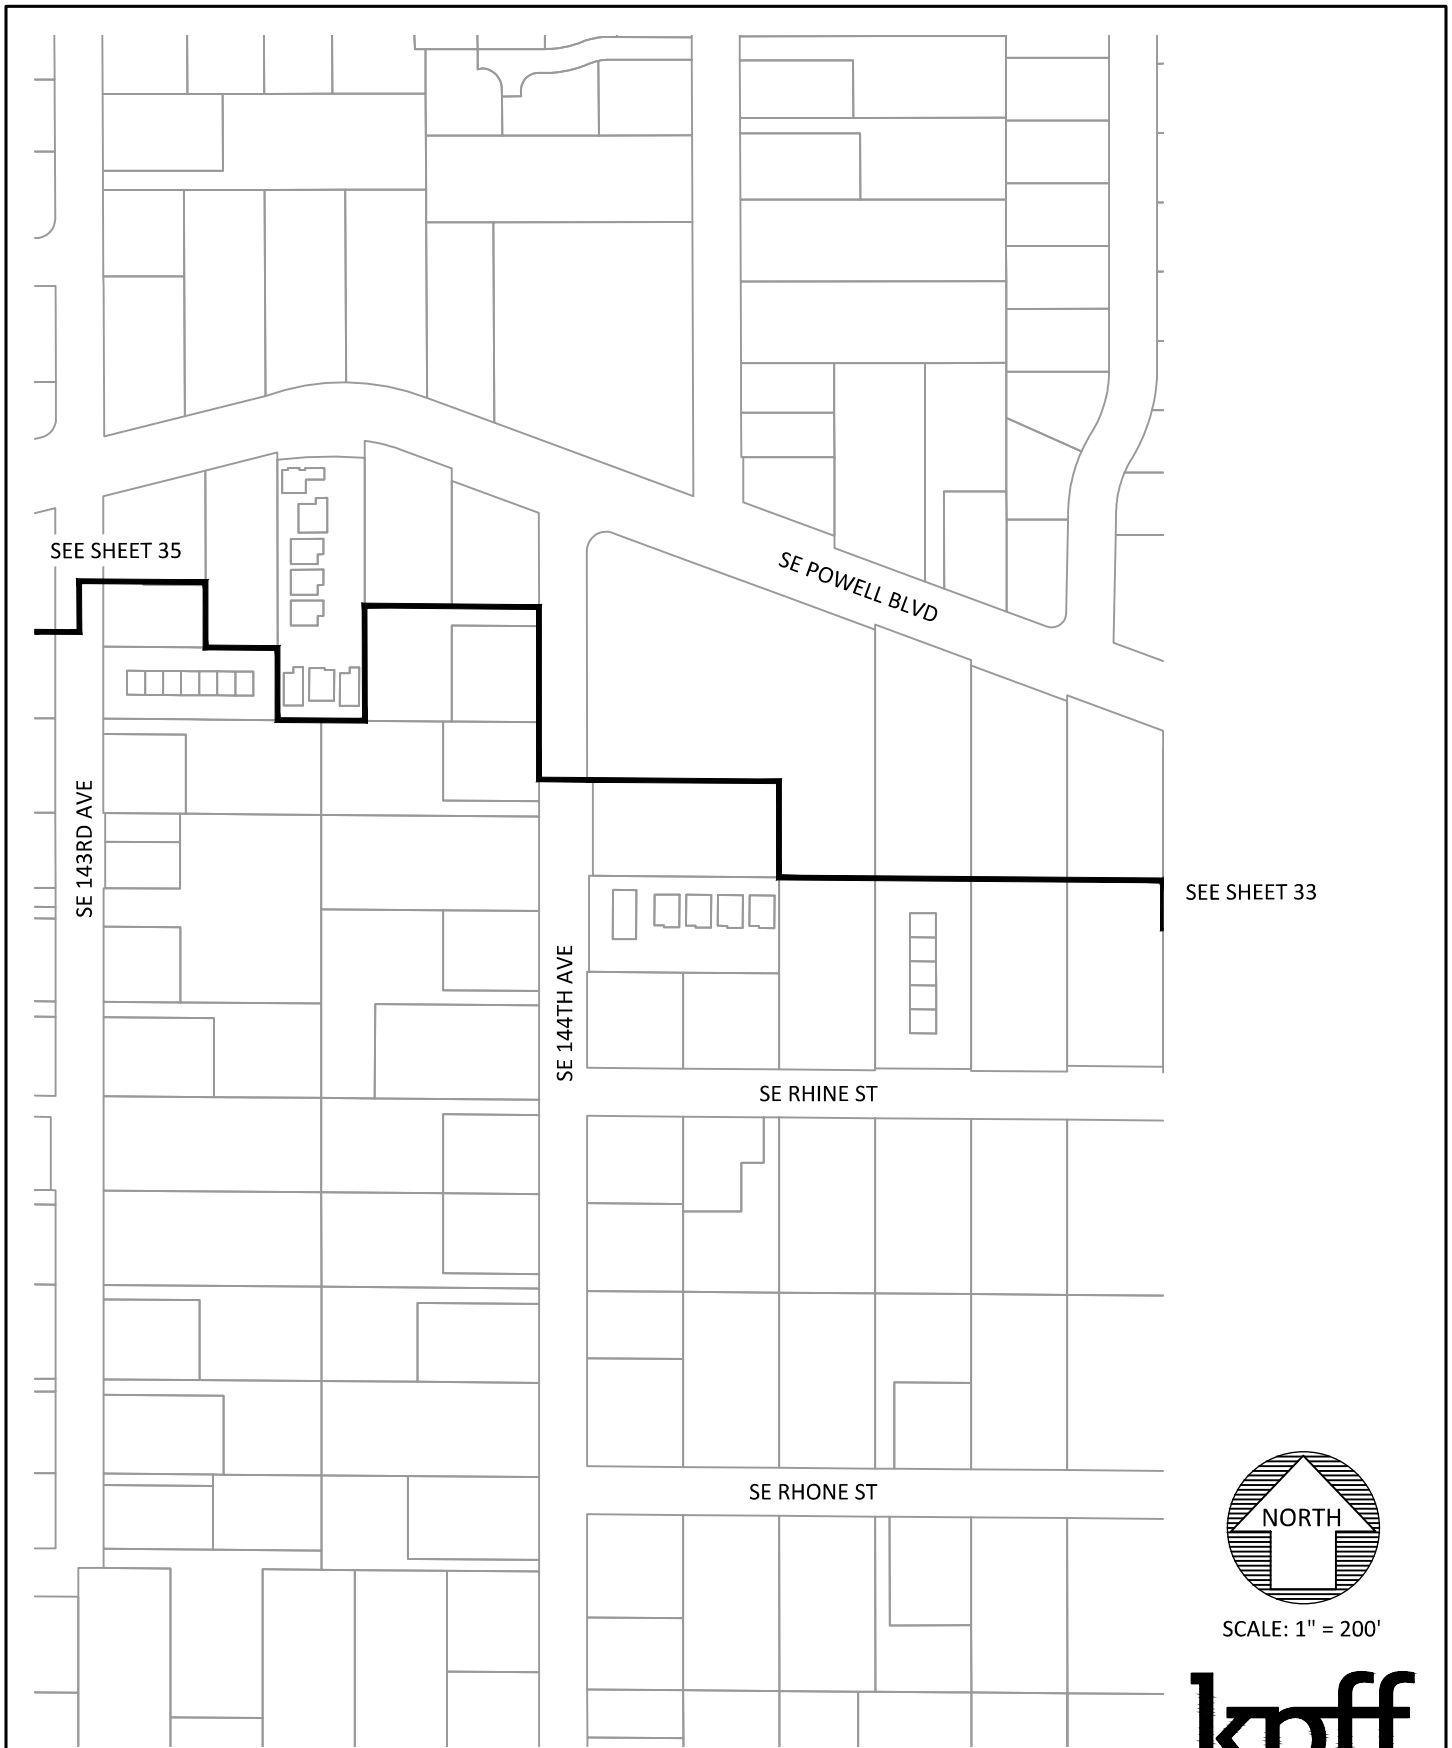 SEE SHEET 35
SE POWELL BLVD
SE 143RD AVE
SEE SHEET 33
SE 144TH AVE
SE RHINE ST
SE RHONE ST
NORTH
SCALE: 1" = 200'
kpff